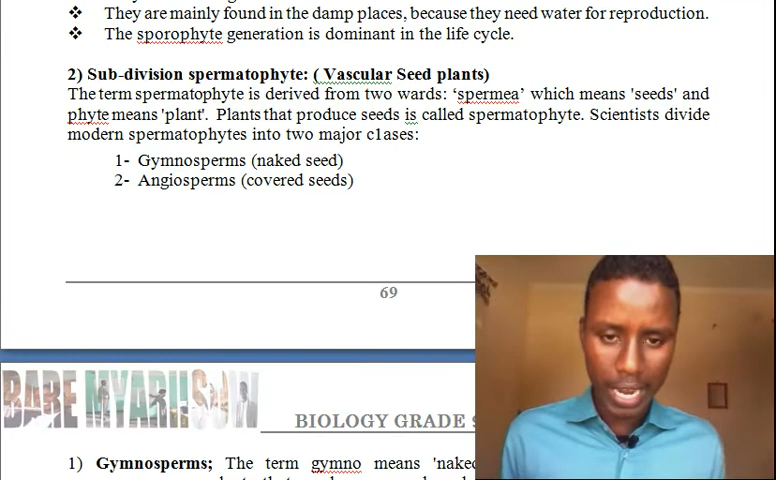 ❖ They are mainly found in the damp places, because they need water for reproduction.
❖ The sporophyte generation is dominant in the life cycle.
2) Sub-division spermatophyte: ( Vascular Seed plants)
The term spermatophyte is derived from two wards: ‘spermea’ which means 'seeds' and
phyte means 'plant'. Plants that produce seeds is called spermatophyte. Scientists divide
modern spermatophytes into two major c1ases:
1- Gymnosperms (naked seed)
2- Angiosperms (covered seeds)
69
BIOLOGY GRADE
1) Gymnosperms; The term gymno means 'naked